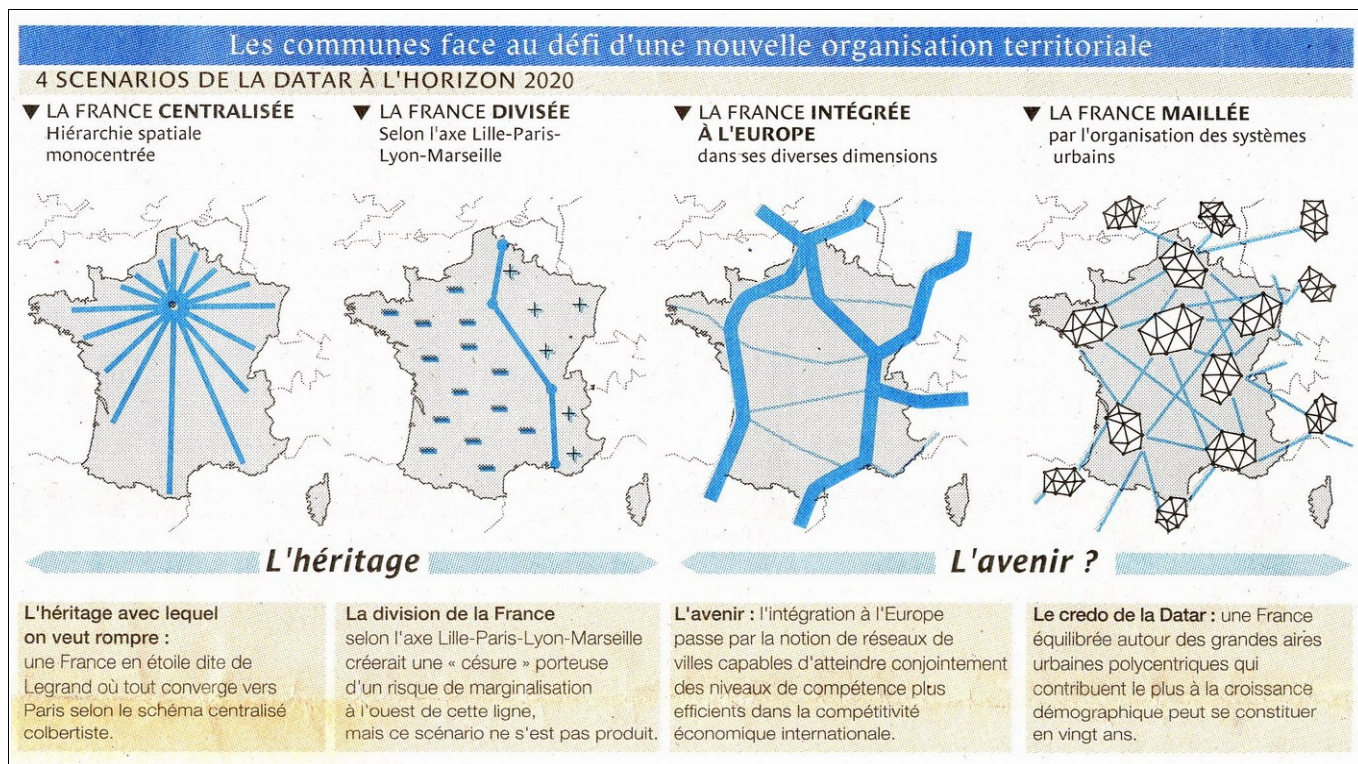 Les communes face au défi d'une nouvelle organisation territoriale
4 SCENARIOS DE LA DATAR À L'HORIZON 2020
LA FRANCE CENTRALISÉE
Hiérarchie spatiale
monocentrée
LA FRANCE DIVISÉE
Selon l'axe Lille-Paris-
Lyon-Marseille
LA FRANCE INTÉGRÉE
À L'EUROPE
dans ses diverses dimensions
LA FRANCE MAILLÉE
par l'organisation des systèmes
urbains
L'héritage
L'avenir ?
L'héritage avec lequel
on veut rompre :
une France en étoile dite de
Legrand où tout converge vers
Paris selon le schéma centralisé
colbertiste.
La division de la France
selon l'axe Lille-Paris-Lyon-Marseille
créerait une « césure » porteuse
d'un risque de marginalisation
à l'ouest de cette ligne,
mais ce scénario ne s'est pas produit.
L'avenir : l'intégration à l'Europe
passe par la notion de réseaux de
villes capables d'atteindre conjointement
des niveaux de compétence plus
efficients dans la compétitivité
économique internationale.
Le credo de la Datar : une France
équilibrée autour des grandes aires
urbaines polycentriques qui
contribuent le plus à la croissance
démographique peut se constituer
en vingt ans.